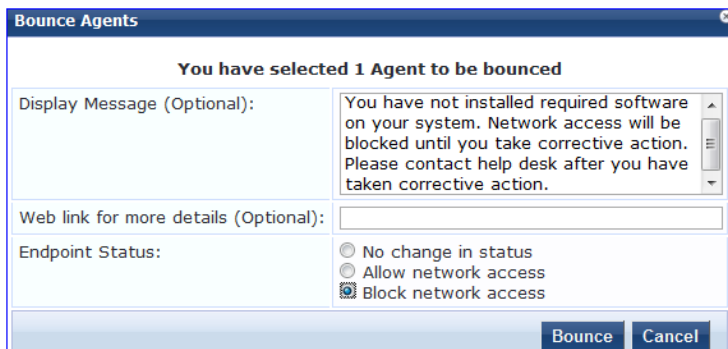 Bounce Agents
You have selected 1 Agent to be bounced
Display Message (Optional):
You have not installed required software
on your system. Network access will be
blocked until you take corrective action.
Please contact help desk after you have
taken corrective action.
Web link for more details (Optional):
Endpoint Status:
No change in status
Allow network access
Block network access
Bounce Cancel